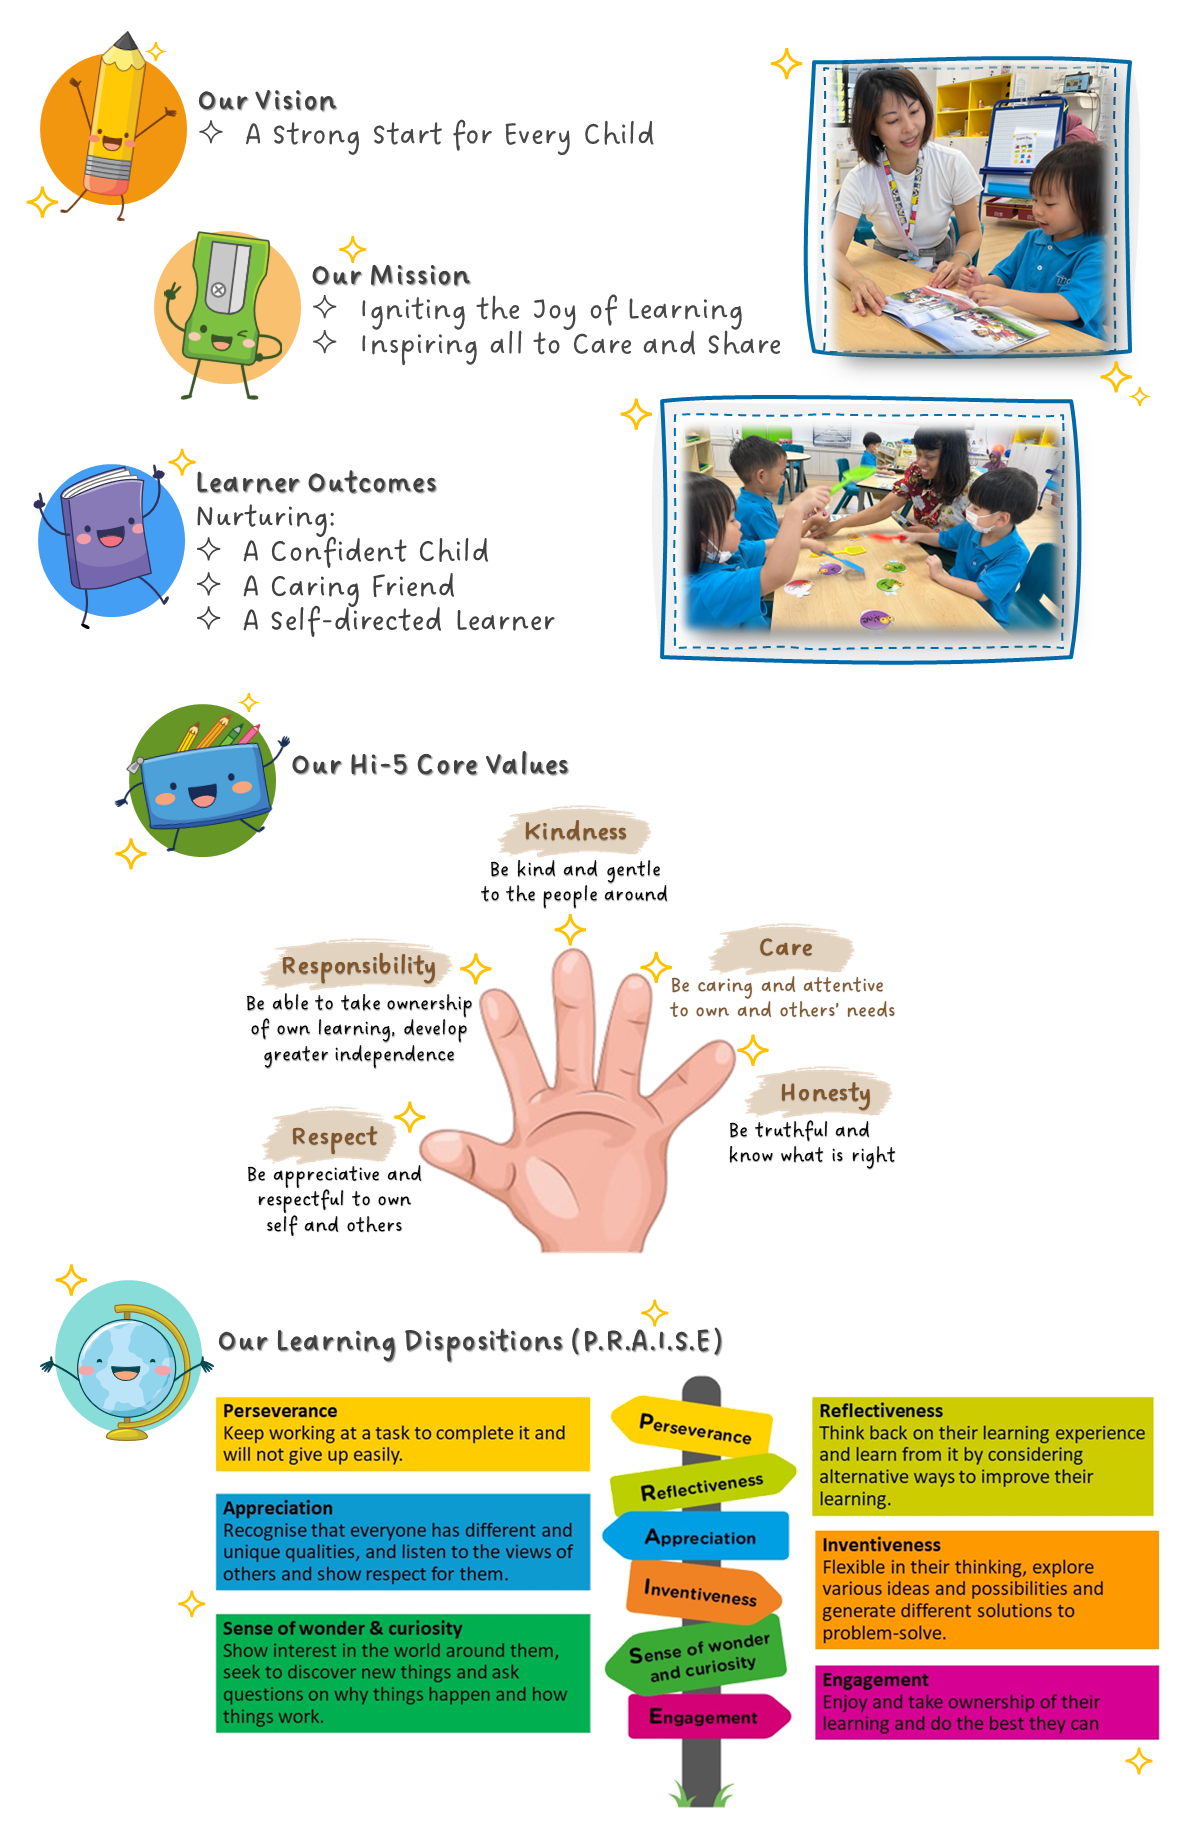 Our Vision
A Strong Start for Every Child
Our Mission
Igniting the Joy of Learning
Inspiring all to Care and Share
Learner Outcomes
Nurturing:
A Confident Child
A Caring Friend
A Self-directed Learner
Our Hi-5 Core Values
Kindness
Be kind and gentle
to the people around
Care
Be caring and attentive
to own and others' needs
Responsibility
Be able to take ownership
of own learning, develop
greater independence
Honesty
Be truthful and
know what is right
Respect
Be appreciative and
respectful to own
self and others
Our Learning Dispositions (P.R.A.I.S.E)
Perseverance
Keep working at a task to complete it and
will not give up easily.
Appreciation
Recognise that everyone has different and
unique qualities, and listen to the views of
others and show respect for them.
Sense of wonder & curiosity
Show interest in the world around them,
seek to discover new things and ask
questions on why things happen and how
things work.
Perseverance
Reflectiveness
Appreciation
Inventiveness
Sense of wonder
and curiosity
Engagement
Reflectiveness
Think back on their learning experience
and learn from it by considering
alternative ways to improve their
learning.
Inventiveness
Flexible in their thinking, explore
various ideas and possibilities and
generate different solutions to
problem-solve.
Engagement
Enjoy and take ownership of their
learning and do the best they can